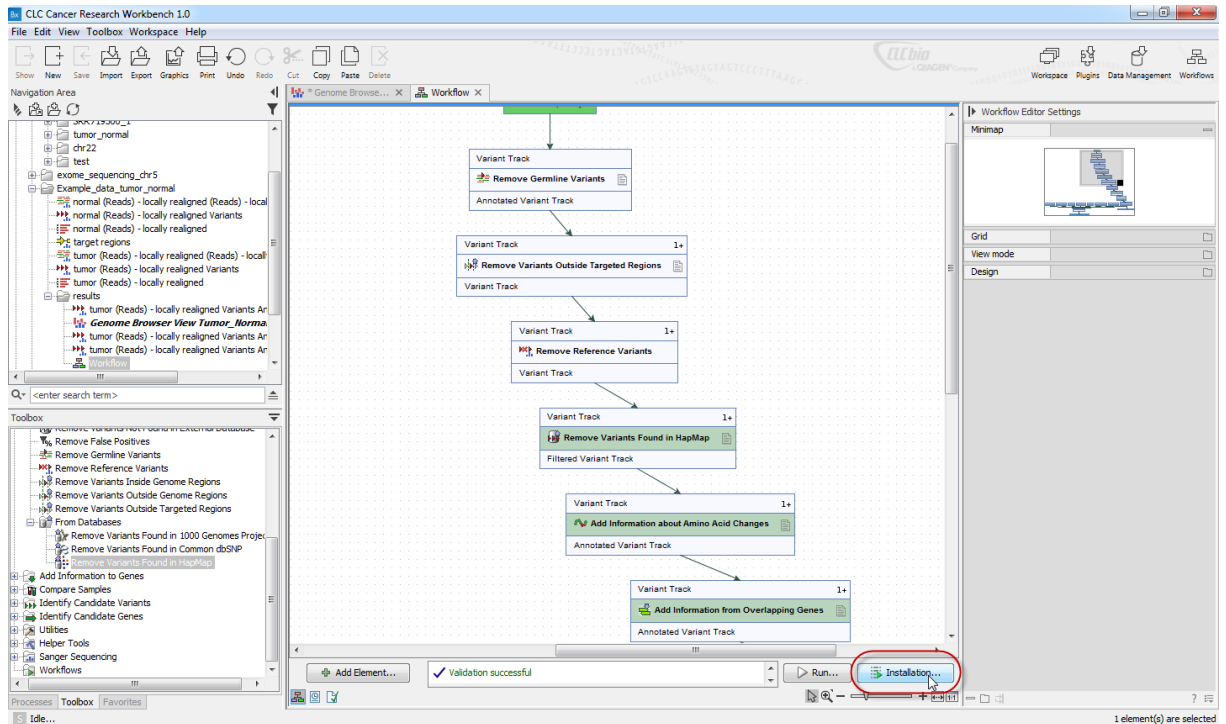 CLC Cancer Research Workbench 1.0
File Edit View Toolbox Workspace Help
Show New Save Import Export Graphics Print Undo Redo Cut Copy Paste Delete
CLCbio
Workspace Plugins Data Management Workflows
Navigation Area
* Genome Browse...
Workflow
tumor_normal
chr22
test
exome_sequencing_chr5
Example_data_tumor_normal
normal (Reads) - locally realigned (Reads) - local
normal (Reads) - locally realigned Variants
normal (Reads) - locally realigned
target regions
tumor (Reads) - locally realigned (Reads) - locall
tumor (Reads) - locally realigned Variants
tumor (Reads) - locally realigned
results
tumor (Reads) - locally realigned Variants An
Genome Browser View Tumor_Norma
tumor (Reads) - locally realigned Variants An
tumor (Reads) - locally realigned Variants An
Workflow
<enter search term>
Toolbox
Remove Variants Not Found in External Database
Remove False Positives
Remove Germline Variants
Remove Reference Variants
Remove Variants Inside Genome Regions
Remove Variants Outside Genome Regions
Remove Variants Outside Targeted Regions
From Databases
Remove Variants Found in 1000 Genomes Projec
Remove Variants Found in Common dbSNP
Remove Variants Found in HapMap
Add Information to Genes
Compare Samples
Identify Candidate Variants
Identify Candidate Genes
Utilities
Helper Tools
Sanger Sequencing
Workflows
Processes Toolbox Favorites
Idle...
Variant Track
Remove Germline Variants
Annotated Variant Track
Variant Track 1+
Remove Variants Outside Targeted Regions
Variant Track
Variant Track 1+
Remove Reference Variants
Variant Track
Variant Track 1+
Remove Variants Found in HapMap
Filtered Variant Track
Variant Track 1+
Add Information about Amino Acid Changes
Annotated Variant Track
Variant Track 1+
Add Information from Overlapping Genes
Annotated Variant Track
Add Element...
Validation successful
Run...
Installation...
Workflow Editor Settings
Minimap
Grid
View mode
Design
1 element(s) are selected